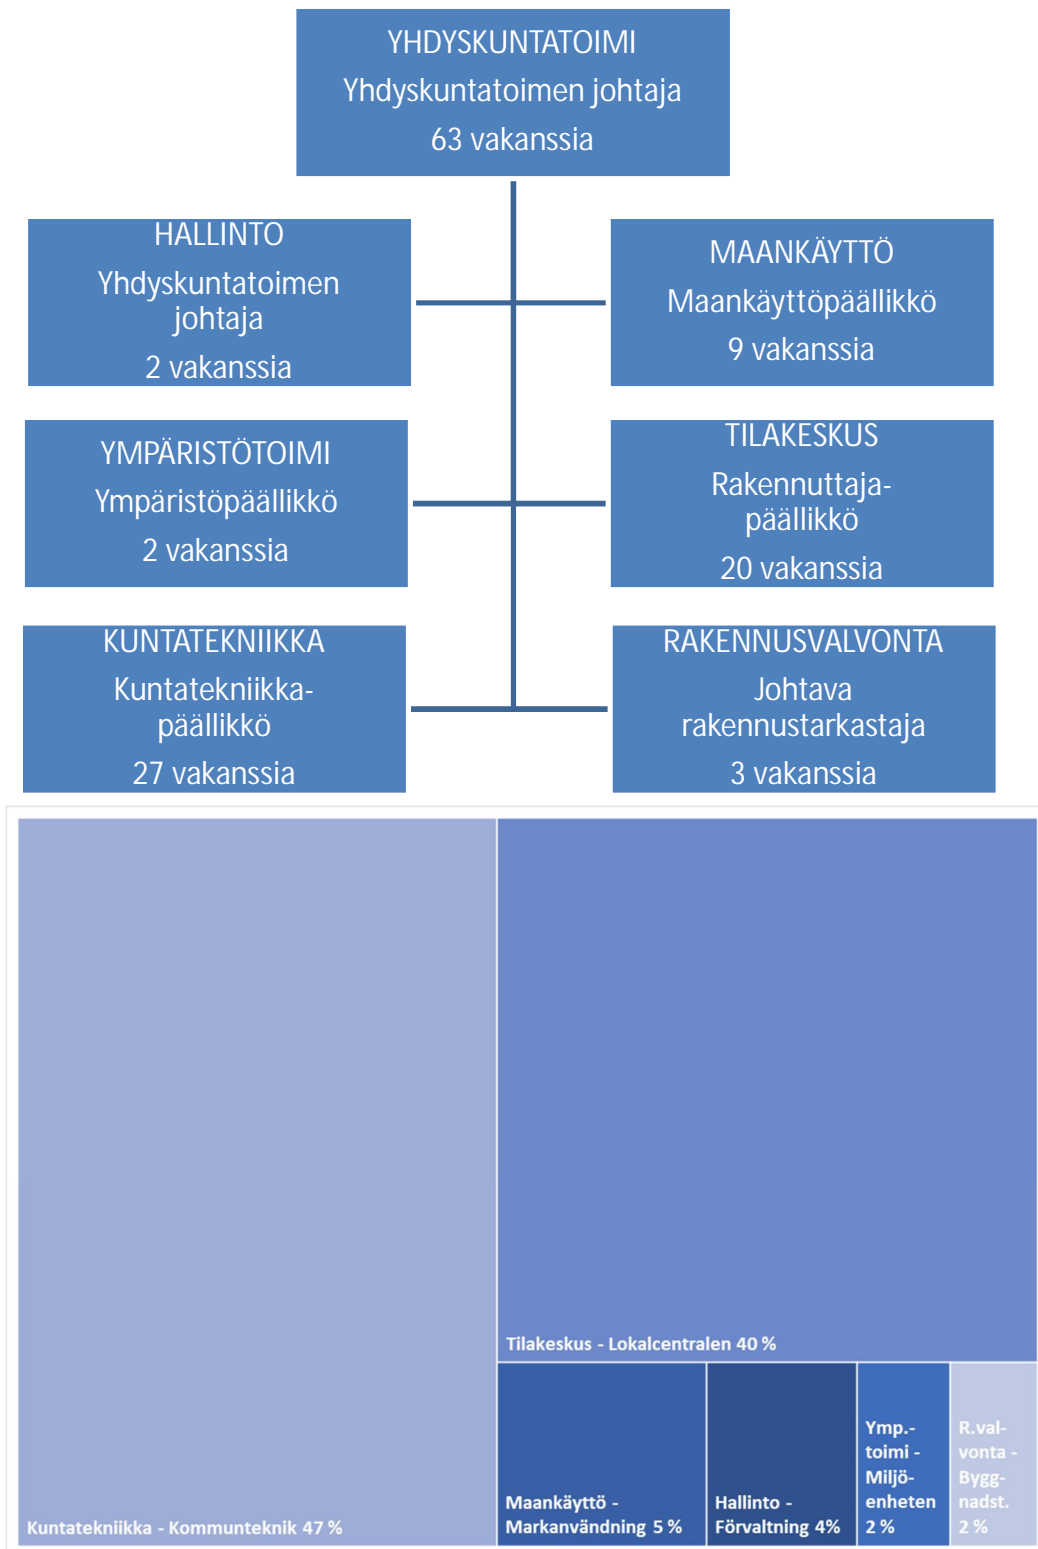 YHDYSKUNTATOIMI
Yhdyskuntatoimen johtaja
63 vakanssia
HALLINTO
Yhdyskuntatoimen
johtaja
2 vakanssia
MAANKÄYTTÖ
Maankäyttöpäällikkö
9 vakanssia
YMPÄRISTÖTOIMI
Ympäristöpäällikkö
2 vakanssia
TILAKESKUS
Rakennuttaja-
päällikkö
20 vakanssia
KUNTATEKNIIKKA
Kuntatekniikka-
päällikkö
27 vakanssia
RAKENNUSVALVONTA
Johtava
rakennustarkastaja
3 vakanssia
Kuntatekniikka - Kommunteknik 47 %
Tilakeskus - Lokalcentralen 40 %
Maankäyttö -
Markanvändning 5 %
Hallinto -
Förvaltning 4%
Ymp.-
toimi -
Miljö-
enheten
2 %
R.val-
vonta -
Bygg-
nadst.
2 %